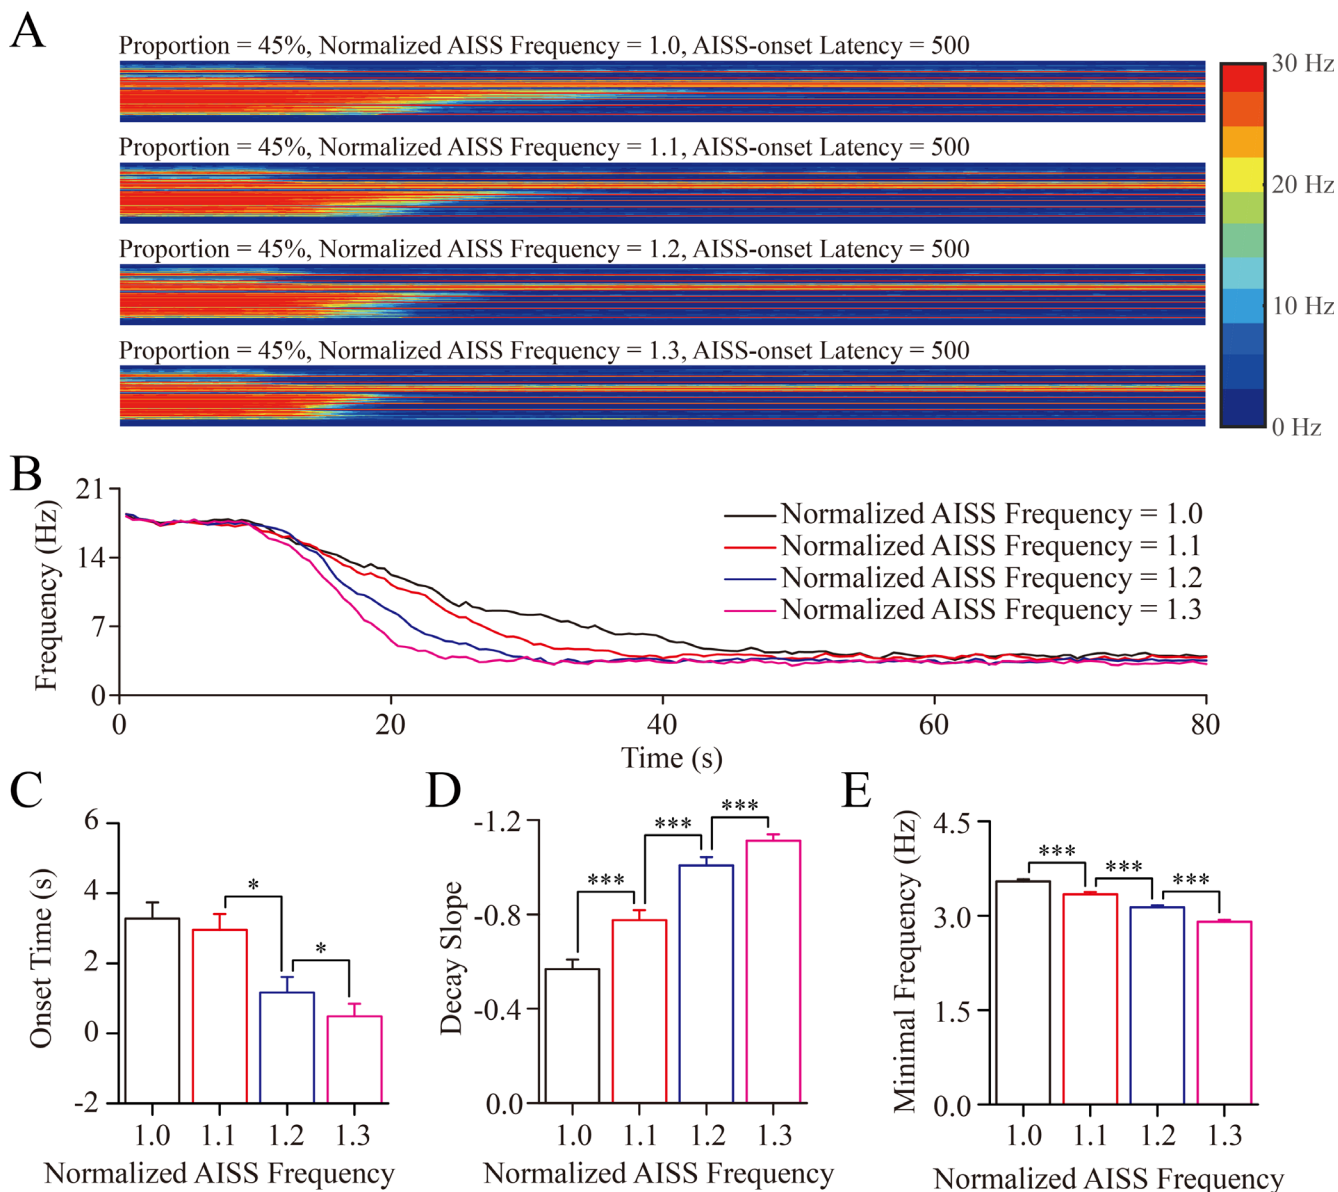 A
Proportion = 45%, Normalized AISS Frequency = 1.0, AISS-onset Latency = 500
Proportion = 45%, Normalized AISS Frequency = 1.1, AISS-onset Latency = 500
Proportion = 45%, Normalized AISS Frequency = 1.2, AISS-onset Latency = 500
Proportion = 45%, Normalized AISS Frequency = 1.3, AISS-onset Latency = 500
30 Hz
20 Hz
10 Hz
0 Hz
B
Frequency (Hz)
21
14
7
0
0 20 40 60 80
Time (s)
Normalized AISS Frequency = 1.0
Normalized AISS Frequency = 1.1
Normalized AISS Frequency = 1.2
Normalized AISS Frequency = 1.3
C
Onset Time (s)
6
4
2
0
-2
*
*
1.0 1.1 1.2 1.3
Normalized AISS Frequency
D
Decay Slope
-1.2
-0.8
-0.4
0.0
***
***
***
1.0 1.1 1.2 1.3
Normalized AISS Frequency
E
Minimal Frequency (Hz)
4.5
3.0
1.5
0.0
***
***
***
1.0 1.1 1.2 1.3
Normalized AISS Frequency